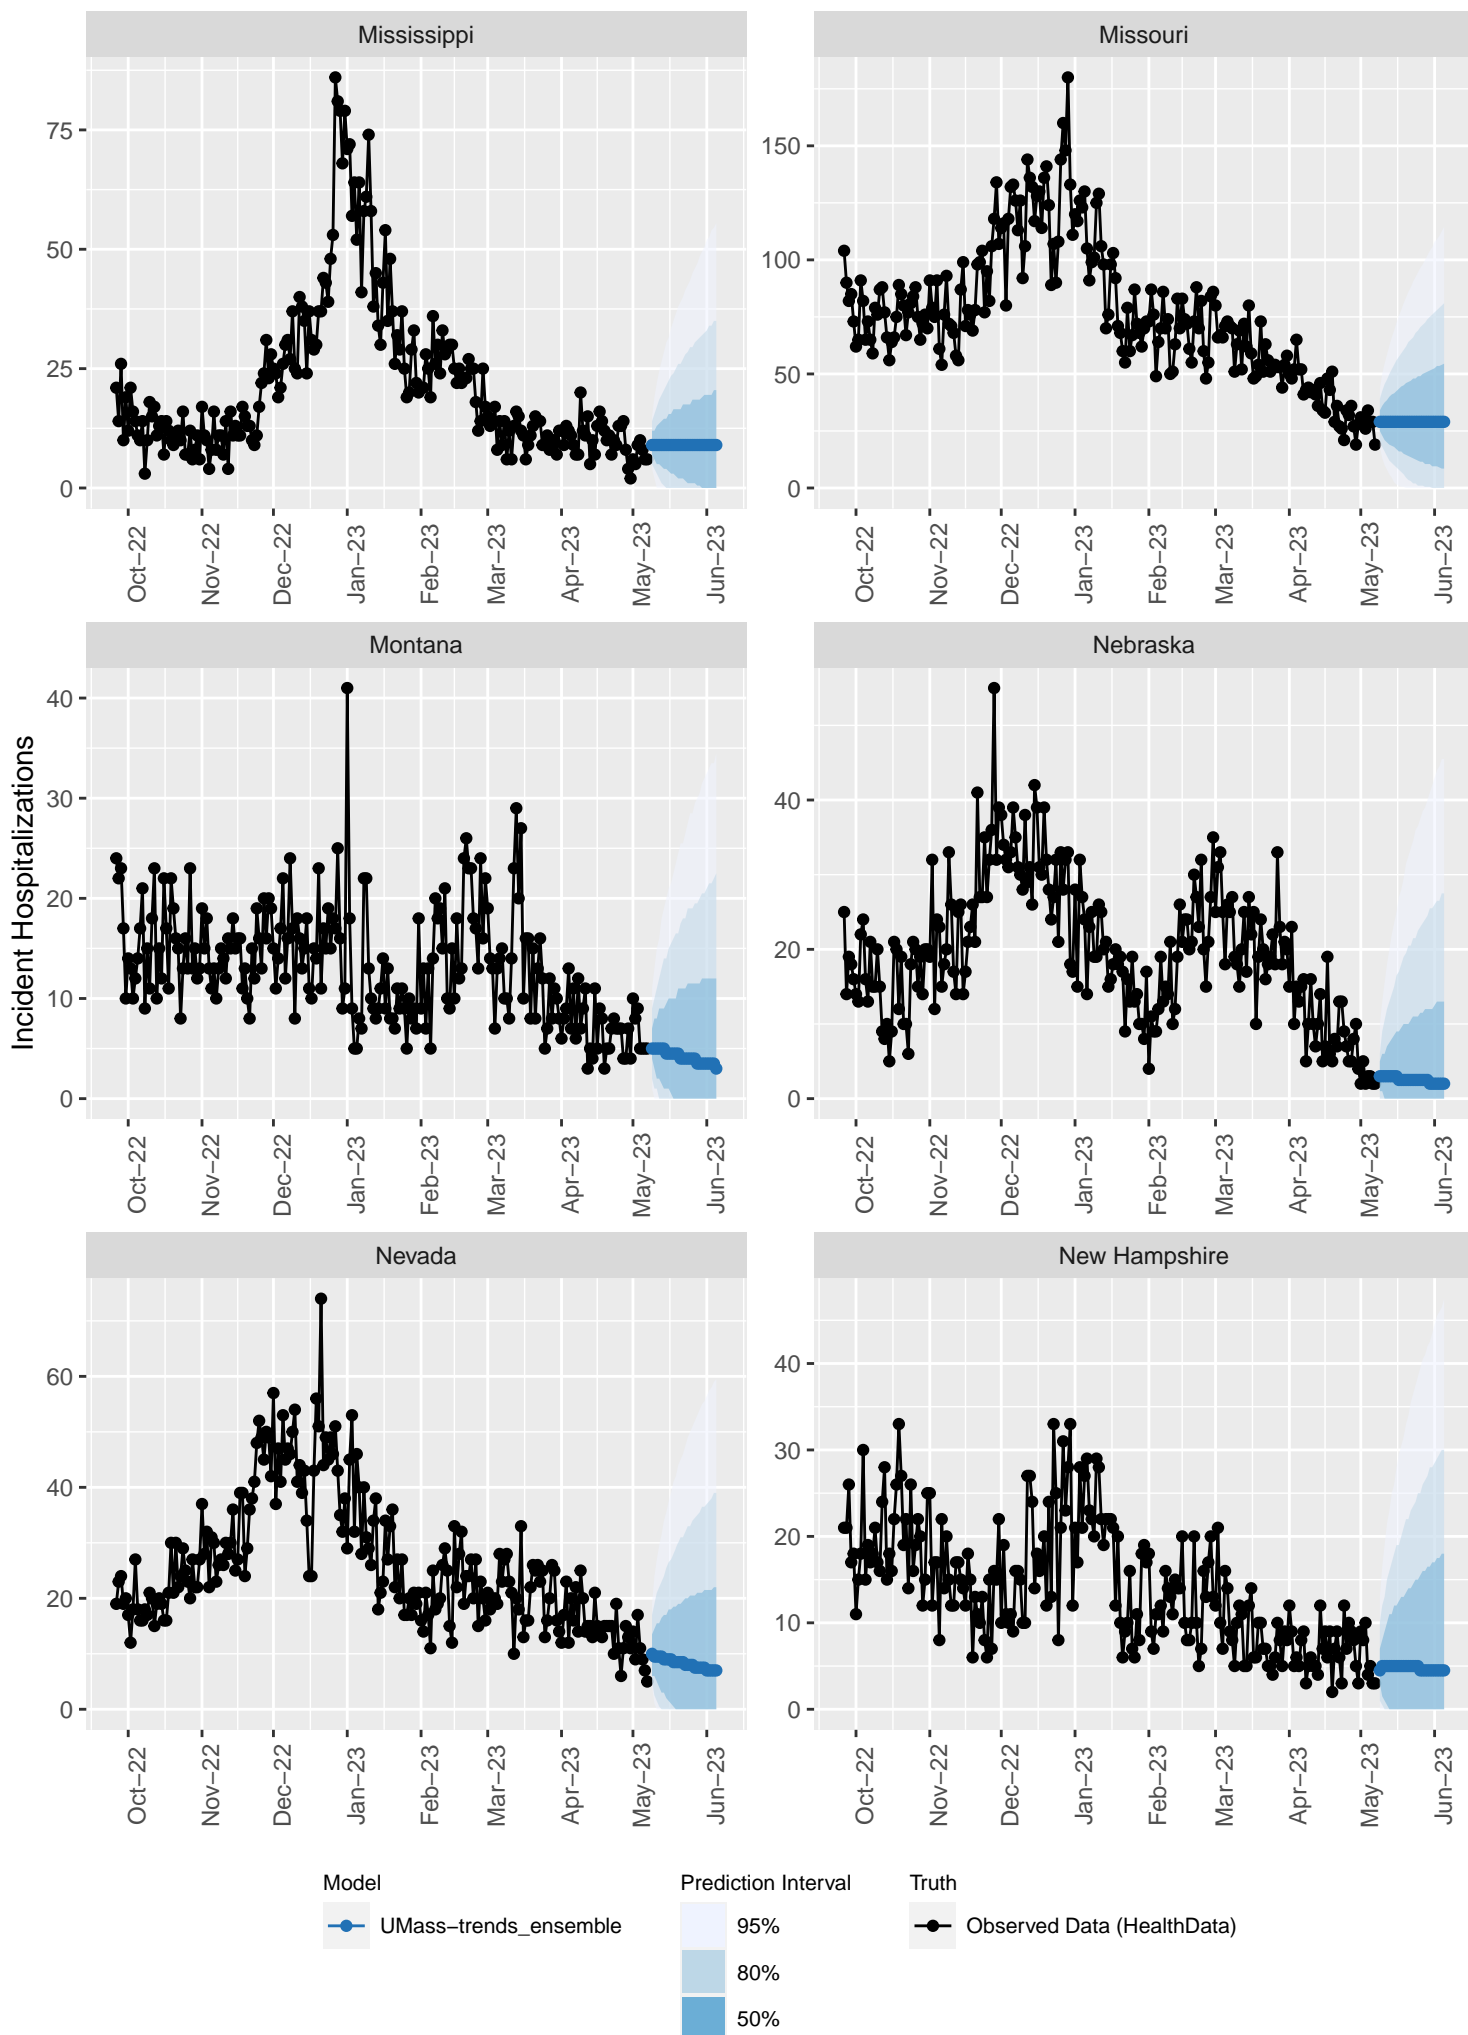 Mississippi
Missouri
75
50
25
0
150
100
50
0
Oct−22
Nov−22
Dec−22
Jan−23
Feb−23
Mar−23
Apr−23
May−23
Jun−23
Oct−22
Nov−22
Dec−22
Jan−23
Feb−23
Mar−23
Apr−23
May−23
Jun−23
Incident Hospitalizations
Montana
Nebraska
40
30
20
10
0
40
20
0
Oct−22
Nov−22
Dec−22
Jan−23
Feb−23
Mar−23
Apr−23
May−23
Jun−23
Oct−22
Nov−22
Dec−22
Jan−23
Feb−23
Mar−23
Apr−23
May−23
Jun−23
Nevada
New Hampshire
60
40
20
0
40
30
20
10
0
Oct−22
Nov−22
Dec−22
Jan−23
Feb−23
Mar−23
Apr−23
May−23
Jun−23
Oct−22
Nov−22
Dec−22
Jan−23
Feb−23
Mar−23
Apr−23
May−23
Jun−23
Model
UMass−trends_ensemble
Prediction Interval
95%
80%
50%
Truth
Observed Data (HealthData)